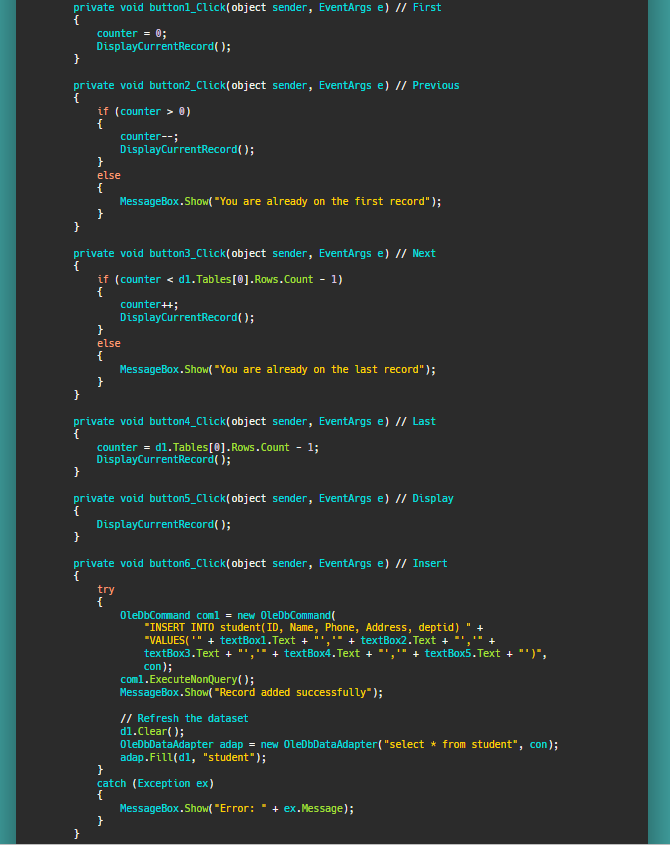 private void button1_Click(object sender, EventArgs e) // First
{
counter = 0;
DisplayCurrentRecord();
}
private void button2_Click(object sender, EventArgs e) // Previous
{
if (counter > 0)
{
counter--;
DisplayCurrentRecord();
}
else
{
MessageBox.Show("You are already on the first record");
}
}
private void button3_Click(object sender, EventArgs e) // Next
{
if (counter < d1.Tables[0].Rows.Count - 1)
{
counter++;
DisplayCurrentRecord();
}
else
{
MessageBox.Show("You are already on the last record");
}
}
private void button4_Click(object sender, EventArgs e) // Last
{
counter = d1.Tables[0].Rows.Count - 1;
DisplayCurrentRecord();
}
private void button5_Click(object sender, EventArgs e) // Display
{
DisplayCurrentRecord();
}
private void button6_Click(object sender, EventArgs e) // Insert
{
try
{
OleDbCommand com1 = new OleDbCommand(
"INSERT INTO student(ID, Name, Phone, Address, deptid) " +
"VALUES('" + textBox1.Text + "','" + textBox2.Text + "','" +
textBox3.Text + "','" + textBox4.Text + "','" + textBox5.Text + "')",
con);
com1.ExecuteNonQuery();
MessageBox.Show("Record added successfully");
// Refresh the dataset
d1.Clear();
OleDbDataAdapter adap = new OleDbDataAdapter("select * from student", con);
adap.Fill(d1, "student");
}
catch (Exception ex)
{
MessageBox.Show("Error: " + ex.Message);
}
}